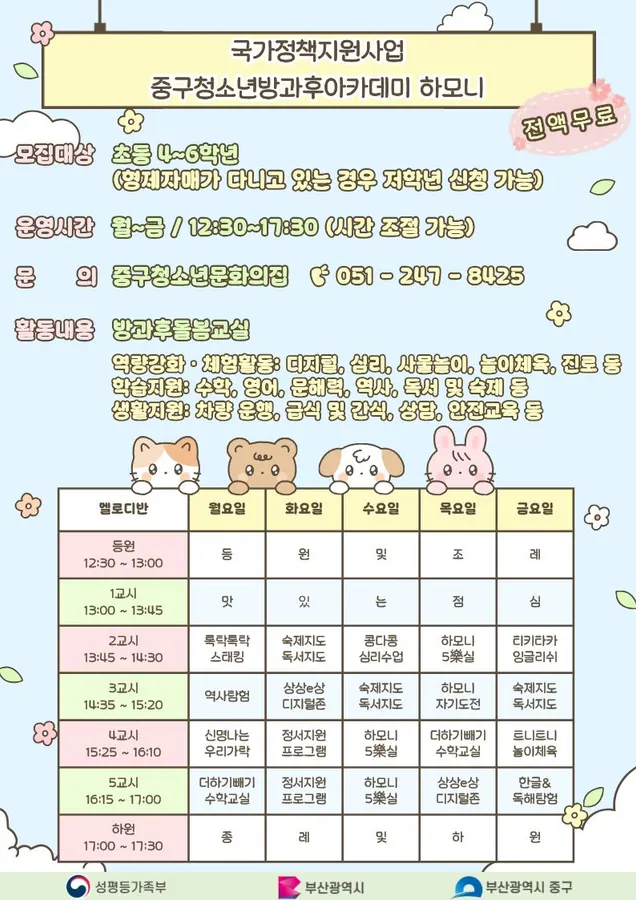 국가정책지원사업
중구청소년방과후아카데미 하모니
전액무료
모집대상 초등 4~6학년
(형제자매가 다니고 있는 경우 저학년 신청 가능)
운영시간 월~금 / 12:30~17:30 (시간 조절 가능)
문 의 중구청소년문화의집 051 - 247 - 8425
활동내용 방과후돌봄교실
역량강화·체험활동: 디지털, 심리, 사물놀이, 놀이체육, 진로 등
학습지원: 수학, 영어, 문해력, 역사, 독서 및 숙제 등
생활지원: 차량 운행, 급식 및 간식, 상담, 안전교육 등
멜로디반 월요일 화요일 수요일 목요일 금요일
등원
12:30 ~ 13:00
등 원 및 조 례
1교시
13:00 ~ 13:45
맛 있 는 점 심
2교시
13:45 ~ 14:30
톡탁톡탁
스태킹
숙제지도
독서지도
콩다콩
심리수업
하모니
5樂실
티키타카
잉글리쉬
3교시
14:35 ~ 15:20
역사탐험
상상e상
디지털존
숙제지도
독서지도
하모니
자기도전
숙제지도
독서지도
4교시
15:25 ~ 16:10
신명나는
우리가락
정서지원
프로그램
하모니
5樂실
더하기빼기
수학교실
트니트니
놀이체육
5교시
16:15 ~ 17:00
더하기빼기
수학교실
정서지원
프로그램
하모니
5樂실
상상e상
디지털존
한글&
독해탐험
하원
17:00 ~ 17:30
종 례 및 하 원
성평등가족부 부산광역시 부산광역시 중구